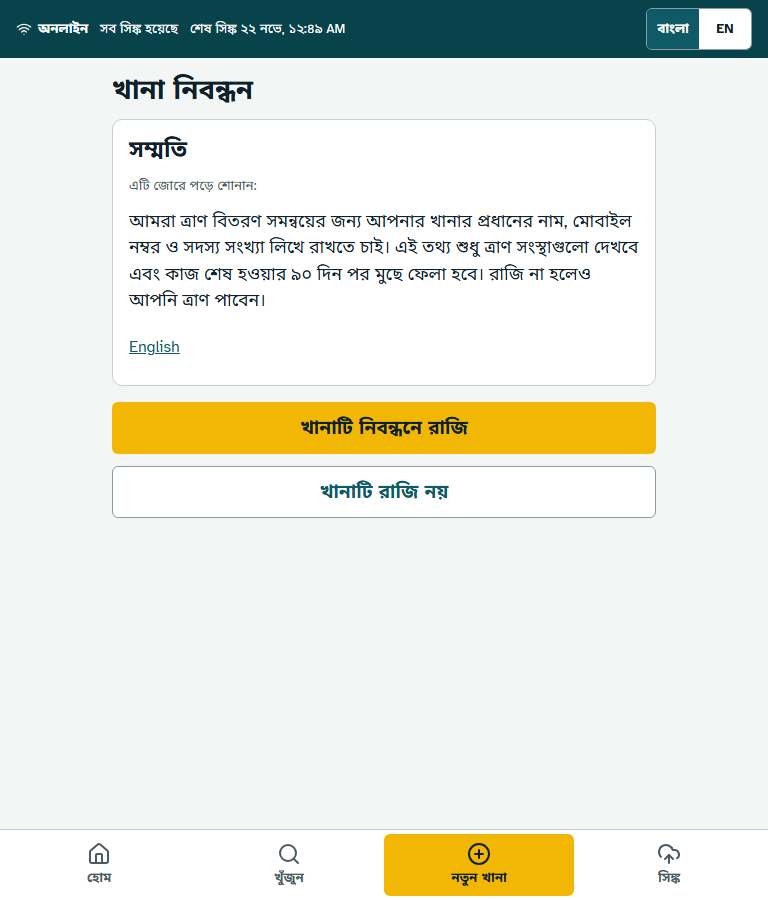 অনলাইন সব সিঙ্ক হয়েছে শেষ সিঙ্ক ২২ নভে, ১২:৪৯ AM
বাংলা EN
খানা নিবন্ধন
সম্মতি
এটি জোরে পড়ে শোনান:
আমরা ত্রাণ বিতরণ সমন্বয়ের জন্য আপনার খানার প্রধানের নাম, মোবাইল
নম্বর ও সদস্য সংখ্যা লিখে রাখতে চাই। এই তথ্য শুধু ত্রাণ সংস্থাগুলো দেখবে
এবং কাজ শেষ হওয়ার ৯০ দিন পর মুছে ফেলা হবে। রাজি না হলেও
আপনি ত্রাণ পাবেন।
English
খানাটি নিবন্ধনে রাজি
খানাটি রাজি নয়
হোম খুঁজুন নতুন খানা সিঙ্ক